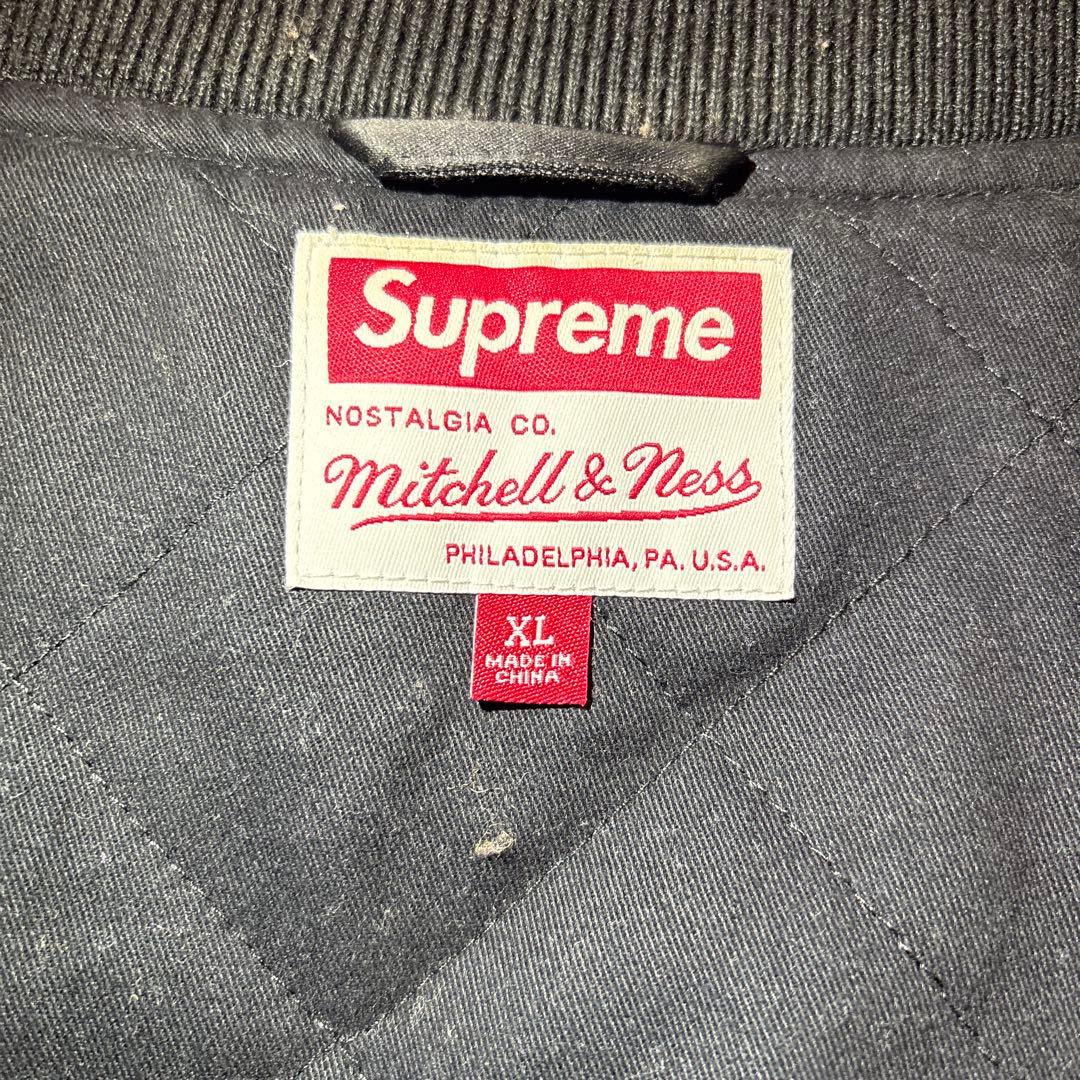 Supreme
NOSTALGIA CO.
Mitchell & Ness
PHILADELPHIA, PA. U.S.A.
XL
MADE IN
CHINA